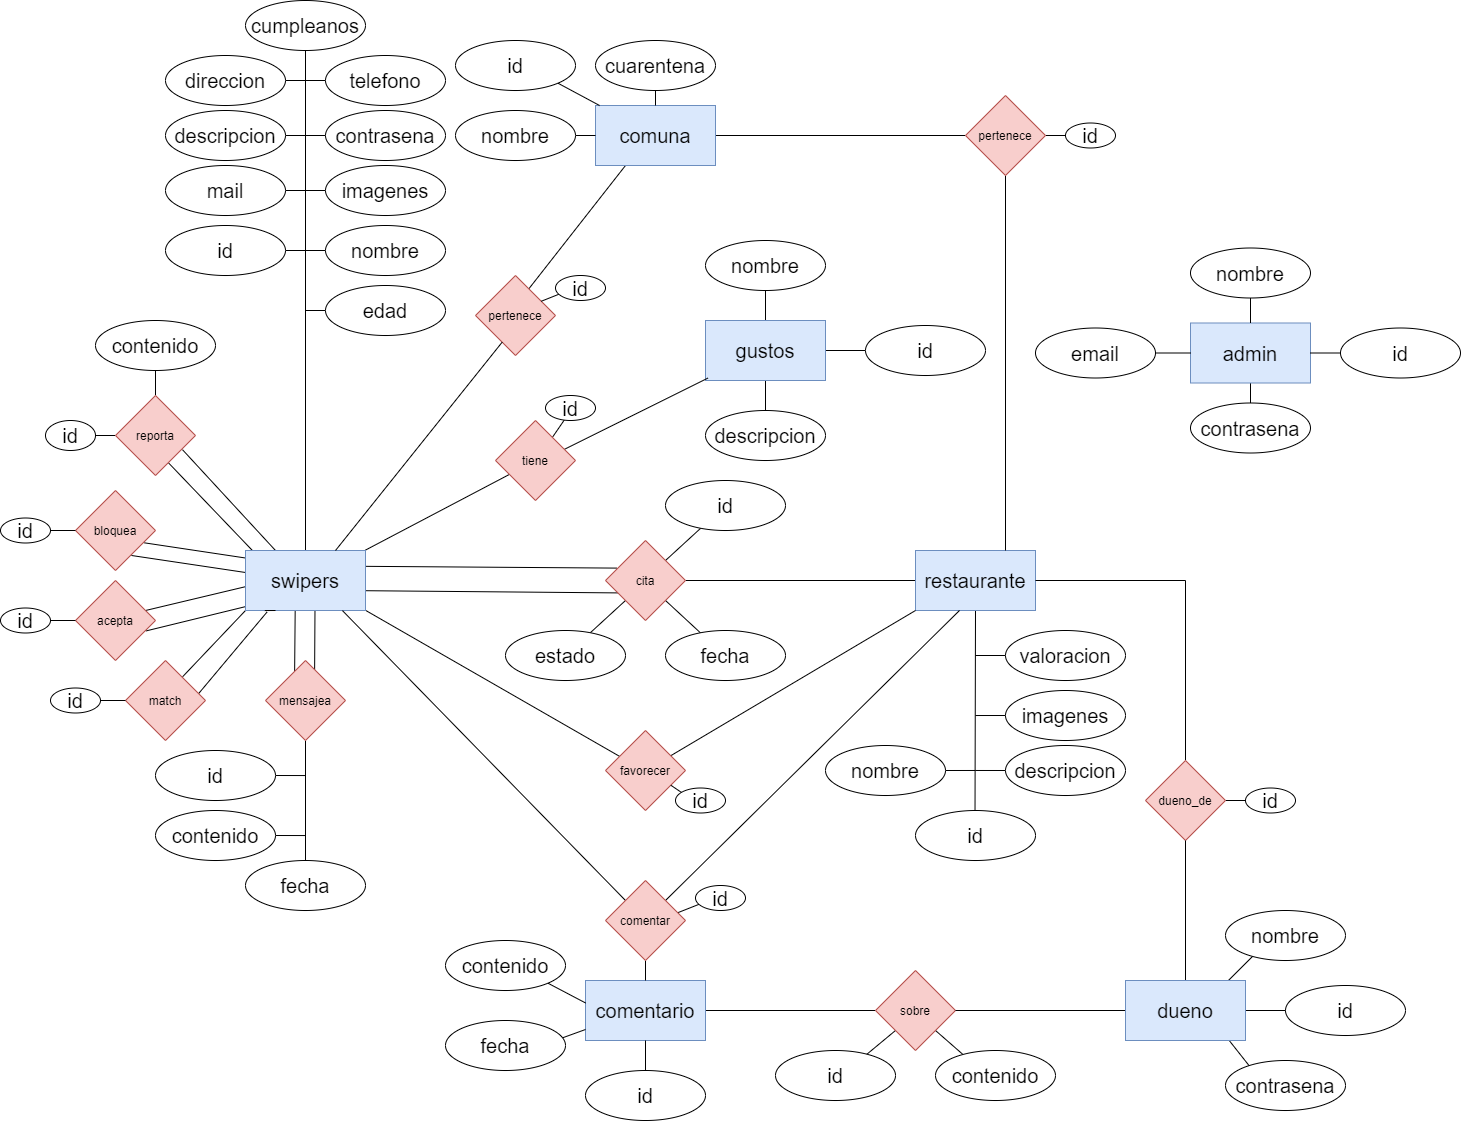 cumpleanos
direccion
telefono
descripcion
contrasena
mail
imagenes
id
nombre
edad
id
cuarentena
nombre
comuna
pertenece
id
pertenece
id
nombre
gustos
id
descripcion
nombre
email
admin
id
contrasena
contenido
id
reporta
id
tiene
id
bloquea
id
acepta
id
match
swipers
mensajea
id
contenido
fecha
id
cita
estado
fecha
restaurante
valoracion
imagenes
nombre
descripcion
id
favorecer
id
dueno_de
id
comentar
id
contenido
fecha
comentario
id
sobre
id
contenido
nombre
dueno
id
contrasena